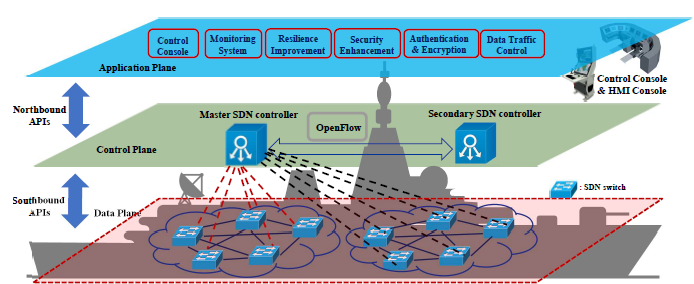 Control
Console
Monitoring
System
Resilience
Improvement
Security
Enhancement
Authentication
& Encryption
Data Traffic
Control
Application Plane
Control Console
& HMI Console
Northbound
APIs
Master SDN controller
Secondary SDN controller
OpenFlow
Control Plane
Southbound
APIs
Data Plane
: SDN switch